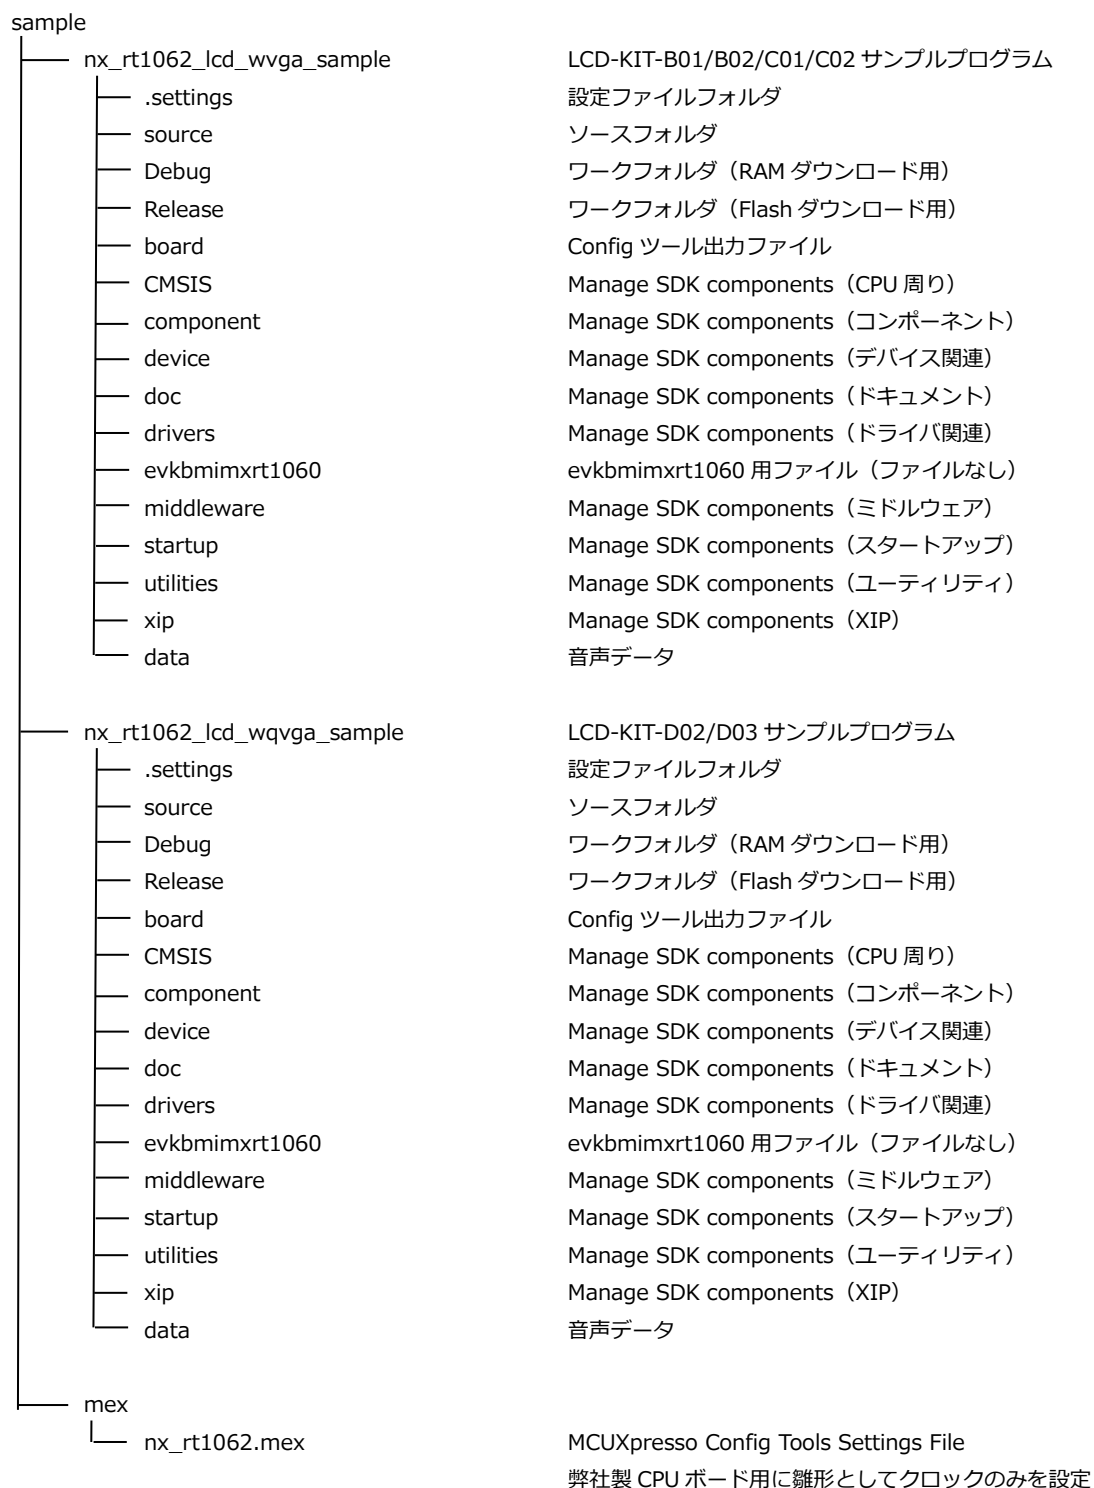 sample
nx_rt1062_lcd_wvga_sample LCD-KIT-B01/B02/C01/C02 サンプルプログラム
.settings 設定ファイルフォルダ
source ソースフォルダ
Debug ワークフォルダ（RAM ダウンロード用）
Release ワークフォルダ（Flash ダウンロード用）
board Config ツール出力ファイル
CMSIS Manage SDK components（CPU 周り）
component Manage SDK components（コンポーネント）
device Manage SDK components（デバイス関連）
doc Manage SDK components（ドキュメント）
drivers Manage SDK components（ドライバ関連）
evkbmimxrt1060 evkbmimxrt1060 用ファイル（ファイルなし）
middleware Manage SDK components（ミドルウェア）
startup Manage SDK components（スタートアップ）
utilities Manage SDK components（ユーティリティ）
xip Manage SDK components（XIP）
data 音声データ
nx_rt1062_lcd_wqvga_sample LCD-KIT-D02/D03 サンプルプログラム
.settings 設定ファイルフォルダ
source ソースフォルダ
Debug ワークフォルダ（RAM ダウンロード用）
Release ワークフォルダ（Flash ダウンロード用）
board Config ツール出力ファイル
CMSIS Manage SDK components（CPU 周り）
component Manage SDK components（コンポーネント）
device Manage SDK components（デバイス関連）
doc Manage SDK components（ドキュメント）
drivers Manage SDK components（ドライバ関連）
evkbmimxrt1060 evkbmimxrt1060 用ファイル（ファイルなし）
middleware Manage SDK components（ミドルウェア）
startup Manage SDK components（スタートアップ）
utilities Manage SDK components（ユーティリティ）
xip Manage SDK components（XIP）
data 音声データ
mex
nx_rt1062.mex MCUXpresso Config Tools Settings File
弊社製 CPU ボード用に雛形としてクロックのみを設定